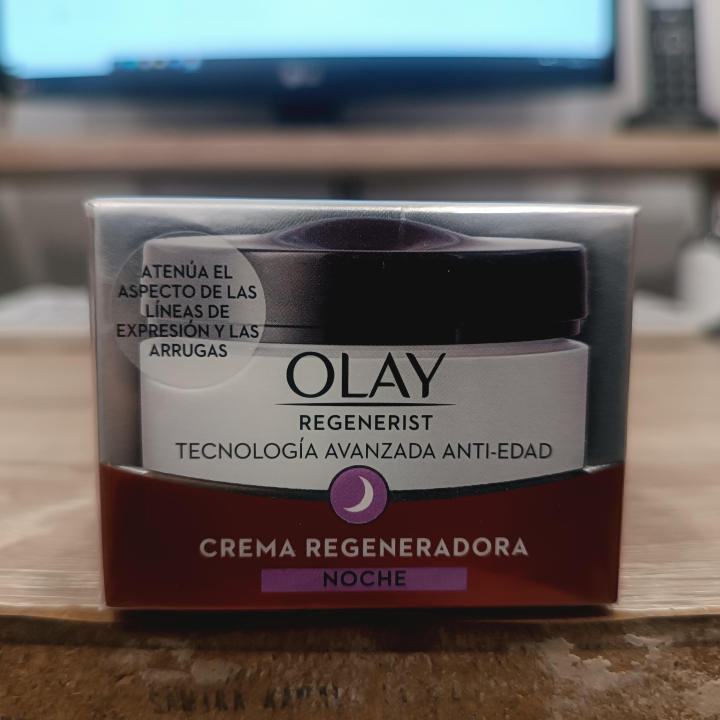 ATENÚA EL
ASPECTO DE LAS
LÍNEAS DE
EXPRESIÓN Y LAS
ARRUGAS
OLAY
REGENERIST
TECNOLOGÍA AVANZADA ANTI-EDAD
CREMA REGENERADORA
NOCHE